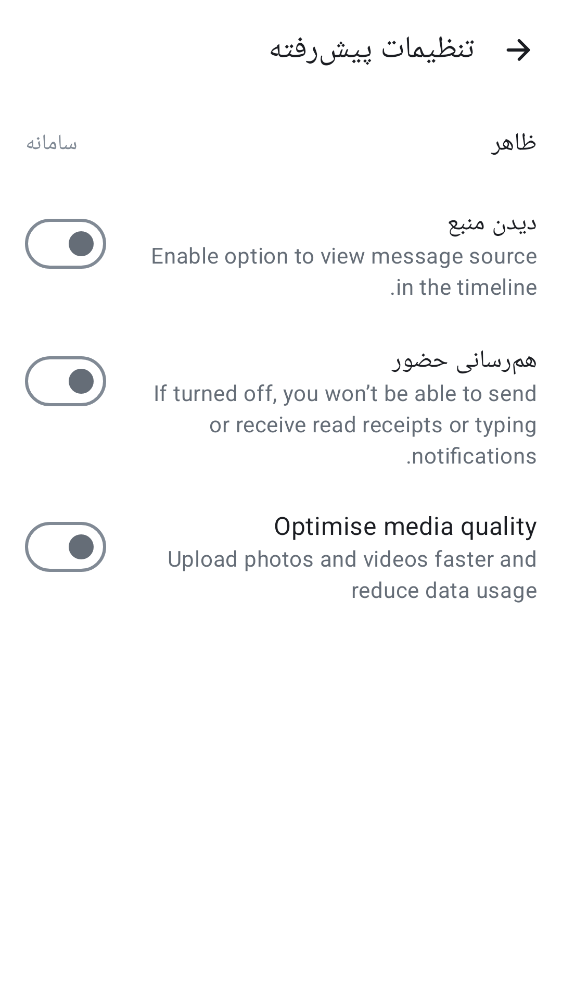 تنظیمات پیش‌رفته
ظاهر
سامانه
دیدن منبع
Enable option to view message source
in the timeline.
هم‌رسانی حضور
If turned off, you won’t be able to send
or receive read receipts or typing
notifications.
Optimise media quality
Upload photos and videos faster and
reduce data usage